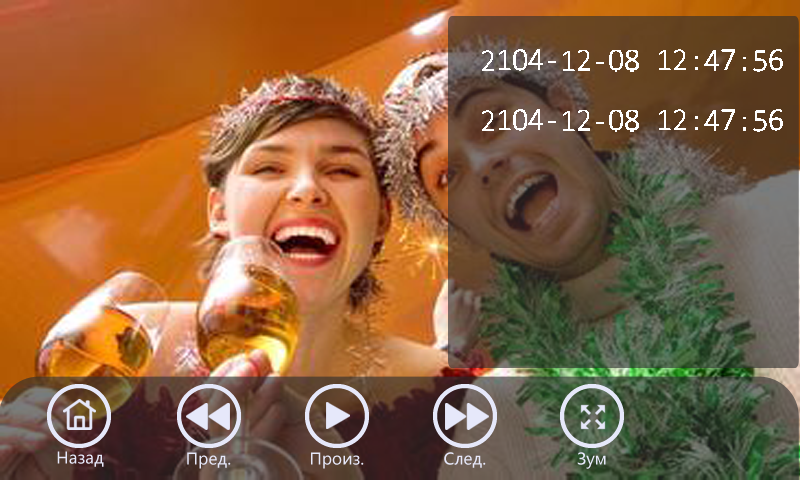 2104-12-08 12:47:56
2104-12-08 12:47:56
Назад
Пред.
Произ.
След.
Зум